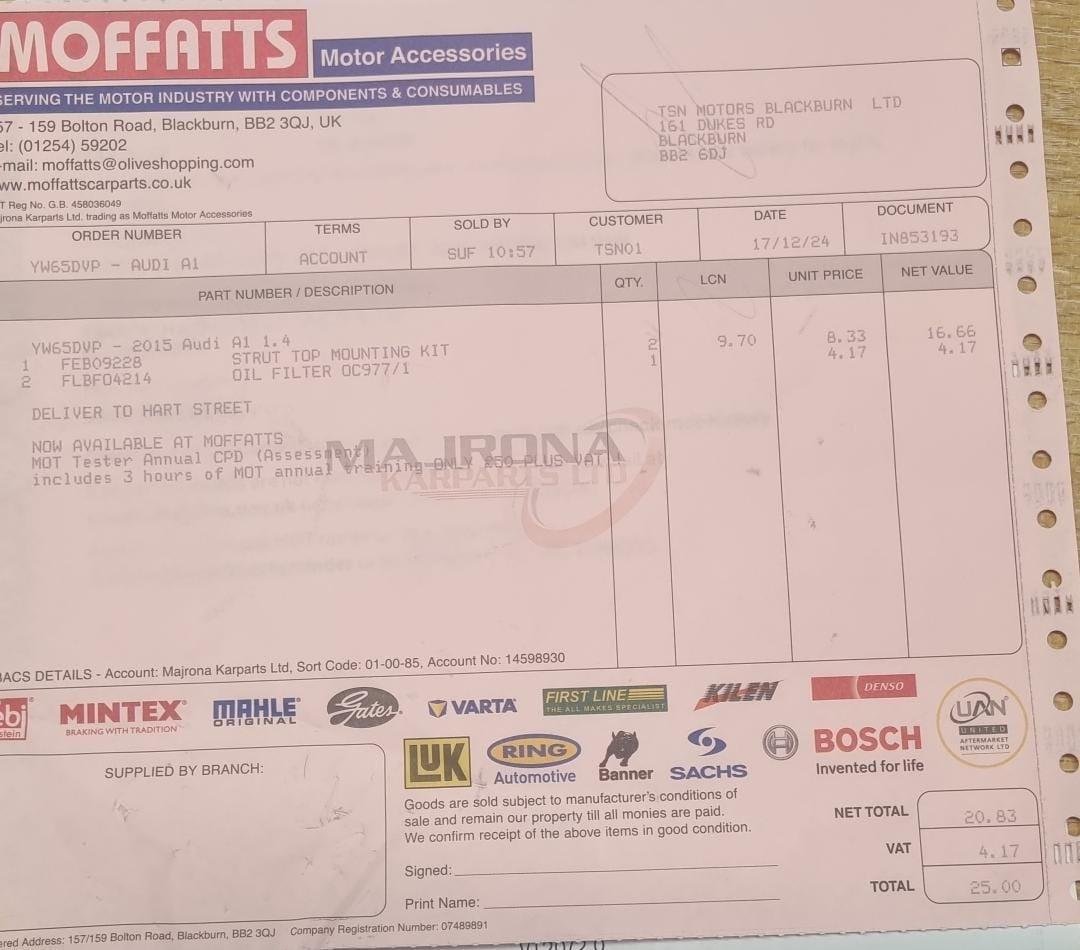 MOFFATTS
Motor Accessories
SERVING THE MOTOR INDUSTRY WITH COMPONENTS & CONSUMABLES
57 - 159 Bolton Road, Blackburn, BB2 3QJ, UK
el: (01254) 59202
-mail: moffatts@oliveshopping.com
ww.moffattscarparts.co.uk
T Reg No. G.B. 458036049
jrona Karparts Ltd. trading as Moffatts Motor Accessories
TSN MOTORS BLACKBURN LTD
161 DUKES RD
BLACKBURN
BB2 6DJ
ORDER NUMBER TERMS SOLD BY CUSTOMER DATE DOCUMENT
YW65DVP - AUDI A1 ACCOUNT SUF 10:57 TSN01 17/12/24 IN853193
PART NUMBER / DESCRIPTION QTY. LCN UNIT PRICE NET VALUE
YW65DVP - 2015 Audi A1 1.4
1 FEB09228 STRUT TOP MOUNTING KIT 2 9.70 8.33 16.66
2 FLBF04214 OIL FILTER OC977/1 1 4.17 4.17
DELIVER TO HART STREET
NOW AVAILABLE AT MOFFATTS
MOT Tester Annual CPD (Assessment)
includes 3 hours of MOT annual training ONLY £50 PLUS VAT
MAJRONA
KARPARTS LTD
BACS DETAILS - Account: Majrona Karparts Ltd, Sort Code: 01-00-85, Account No: 14598930
ebi
stein
MINTEX
BRAKING WITH TRADITION
MAHLE
ORIGINAL
Gates
VARTA
FIRST LINE
THE ALL MAKES SPECIALIST
KILEN
DENSO
UAN
UNITED
AFTERMARKET
NETWORK LTD
LUK
RING
Automotive
Banner
SACHS
BOSCH
Invented for life
SUPPLIED BY BRANCH:
Goods are sold subject to manufacturer's conditions of
sale and remain our property till all monies are paid.
We confirm receipt of the above items in good condition.
Signed:
Print Name:
NET TOTAL 20.83
VAT 4.17
TOTAL 25.00
ered Address: 157/159 Bolton Road, Blackburn, BB2 3QJ Company Registration Number: 07489891